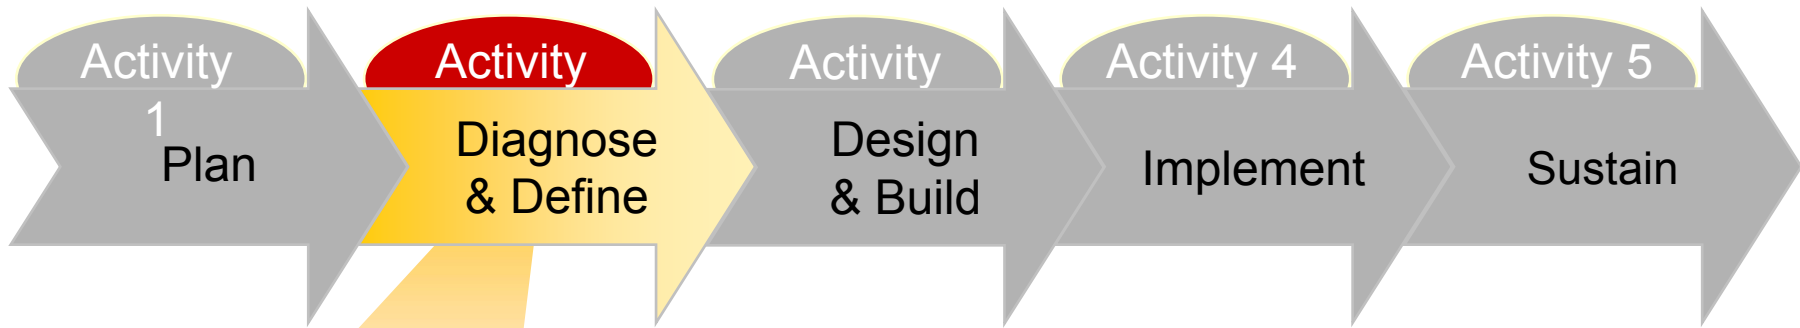 Activity
1
Plan
Activity
Diagnose
& Define
Activity
Design
& Build
Activity 4
Implement
Activity 5
Sustain